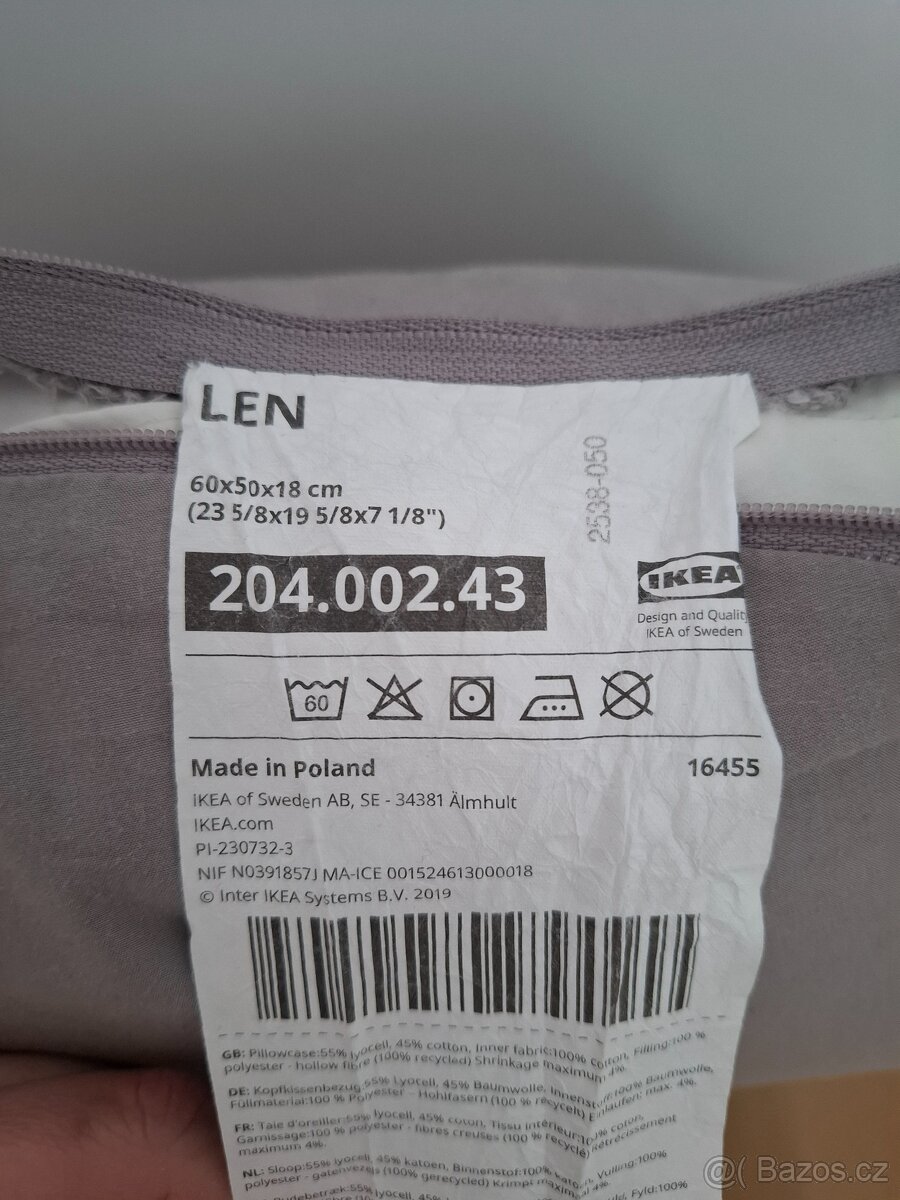 LEN
60x50x18 cm
(23 5/8x19 5/8x7 1/8")
2538-050
204.002.43
IKEA
Design and Quality
IKEA of Sweden
60
Made in Poland
16455
IKEA of Sweden AB, SE - 34381 Älmhult
IKEA.com
PI-230732-3
NIF N0391857J MA-ICE 001524613000018
© Inter IKEA Systems B.V. 2019
GB: Pillowcase:55% lyocell, 45% cotton, Inner fabric:100% Cotton, Filling:100 %
polyester - hollow fibre (100% recycled) Shrinkage maximum 4%.
DE: Kopfkissenbezug:55% Lyocell, 45% Baumwolle, Innenstoff:100% Baumwolle,
Füllmaterial:100 % Polyester – Hohlfasern (100 % recycelt) Einlaufen: max. 4%.
FR: Taie d'oreiller:55% lyocell, 45% coton, Tissu intérieur:100% coton,
Garnissage:100 % polyester - fibres creuses (100 % recyclé) Rétrécissement
maximum 4%.
NL: Sloop:55% lyocell, 45% katoen, Binnenstof:100% Vulling:100%
polyester - gatenvezels (100% gerecycled) Krimpt 4%.
45% Fyld:100%
@( Bazos.cz